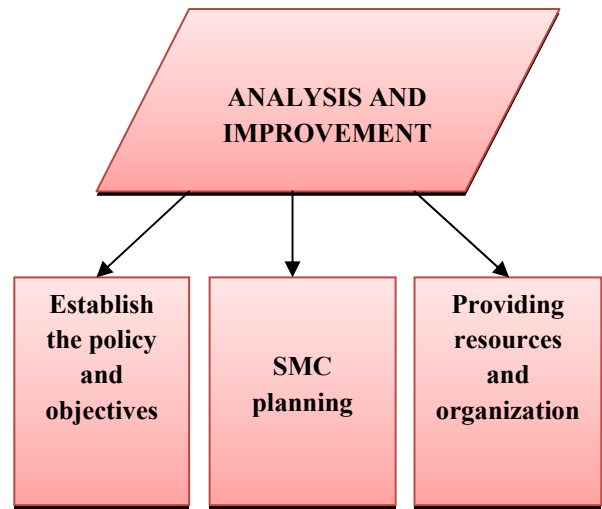 ANALYSIS AND
IMPROVEMENT
Establish
the policy
and
objectives
SMC
planning
Providing
resources
and
organization